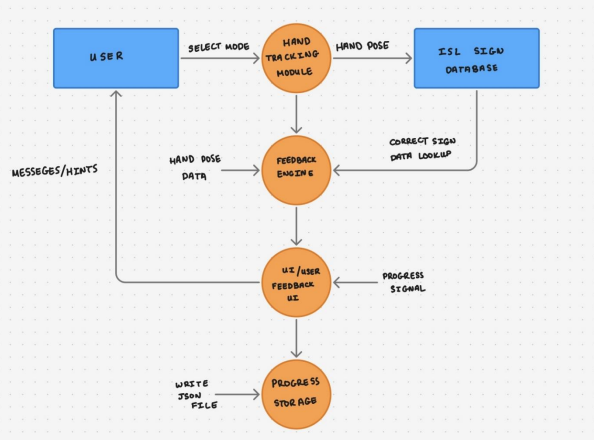 USER
SELECT MODE
HAND
TRACKING
MODULE
HAND POSE
ISL SIGN
DATABASE
MESSEGES/HINTS
HAND POSE
DATA
FEEDBACK
ENGINE
CORRECT SIGN
DATA LOOKUP
UI/USER
FEEDBACK
UI
PROGRESS
SIGNAL
WRITE
JSON
FILE
PROGRESS
STORAGE